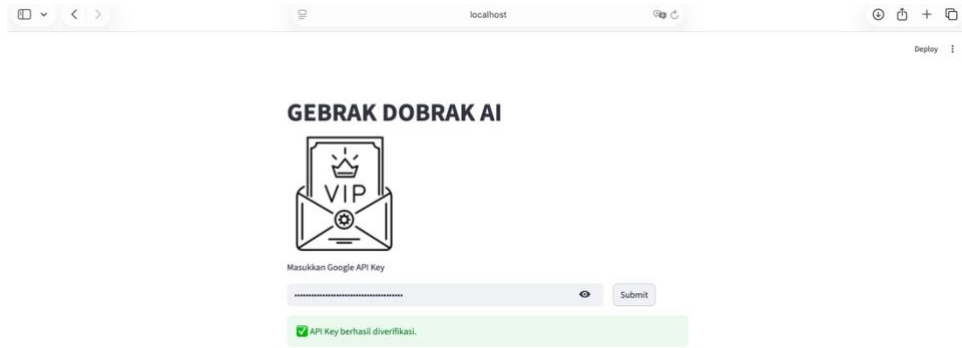 localhost
Deploy
GEBRAK DOBRAK AI
VIP
Masukkan Google API Key
••••••••••••••••••••••••••••••••••••••• Submit
✅ API Key berhasil diverifikasi.